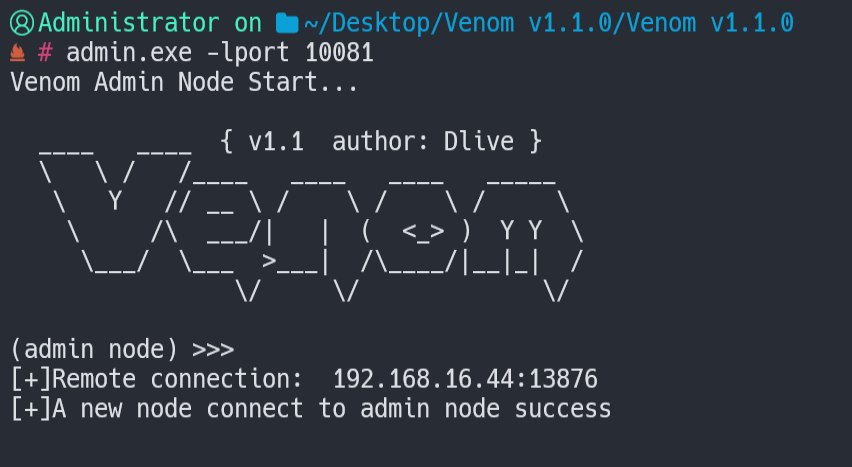 Administrator on ~/Desktop/Venom v1.1.0/Venom v1.1.0
# admin.exe -lport 10081
Venom Admin Node Start...
  ____   ____  { v1.1  author: Dlive }
  \   \ /   /____   ____   ____   _____
   \   Y   // __ \ /    \ /    \ /     \
    \     /\  ___/|   |  (  <_> )  Y Y  \
     \___/  \___  >___|  /\____/|__|_|  /
                \/     \/             \/
(admin node) >>>
[+]Remote connection:  192.168.16.44:13876
[+]A new node connect to admin node success